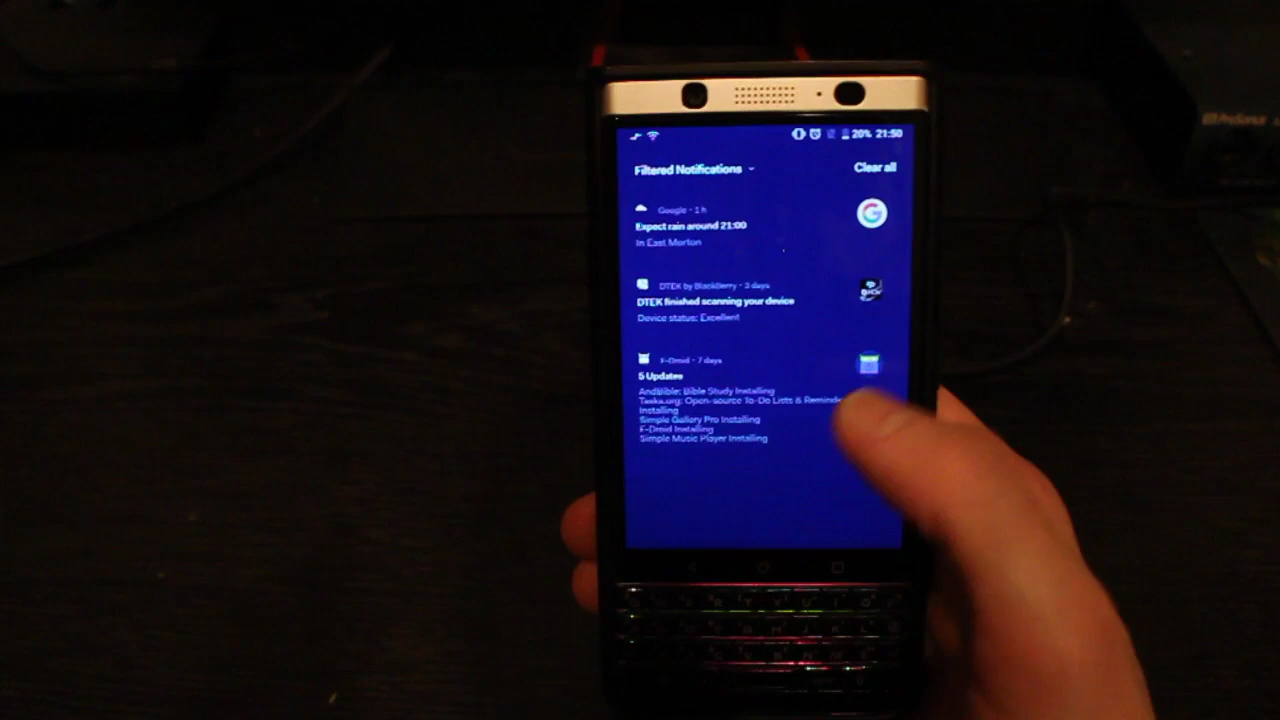 20% 21:50
Filtered Notifications Clear all
Google · 1 h
Expect rain around 21:00
In East Morton
DTEK by BlackBerry · 3 days
DTEK finished scanning your device
Device status: Excellent
F-Droid · 7 days
5 Updates
AndBible: Bible Study Installing
Tasks.org: Open-source To-Do Lists & Reminde
Installing
Simple Gallery Pro Installing
F-Droid Installing
Simple Music Player Installing